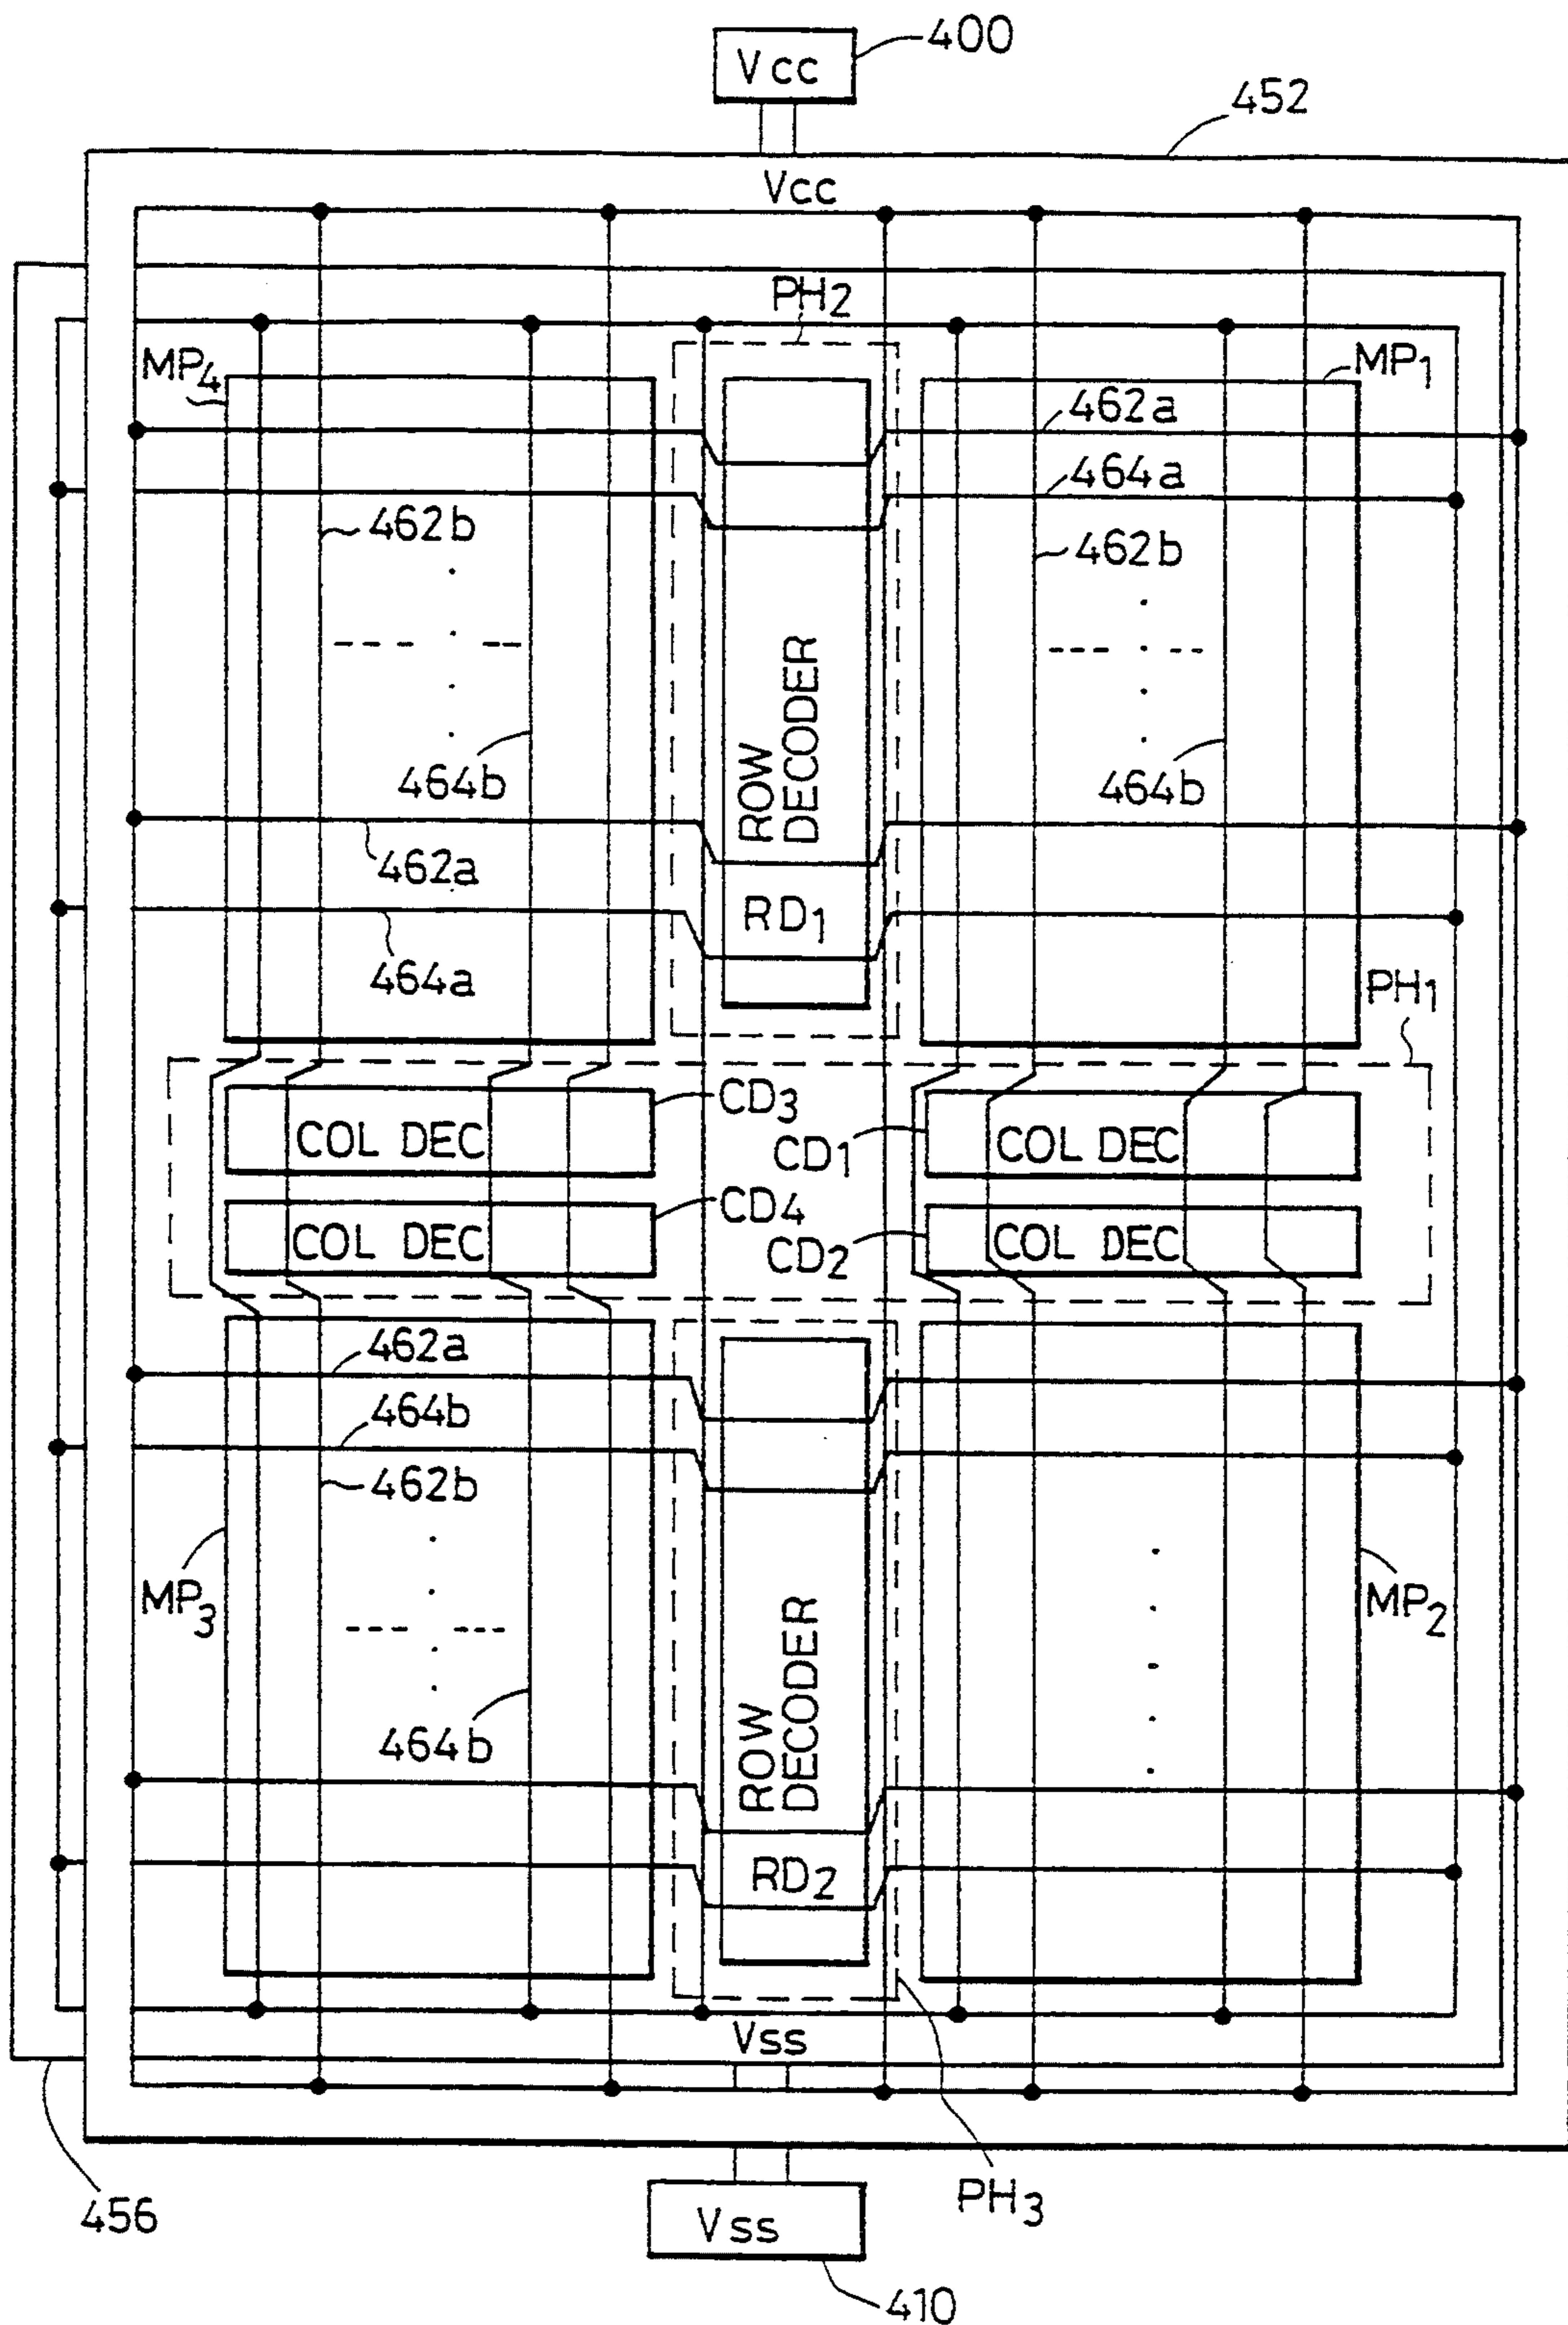 Vcc
400
452
Vcc
PH2
MP4
MP1
462a
464a
462b
462b
ROW
DECODER
464b
464b
462a
RD1
464a
PH1
CD3
COL DEC
CD1
COL DEC
CD4
COL DEC
CD2
COL DEC
462a
464b
462b
MP3
MP2
ROW
DECODER
464b
RD2
Vss
PH3
456
Vss
410